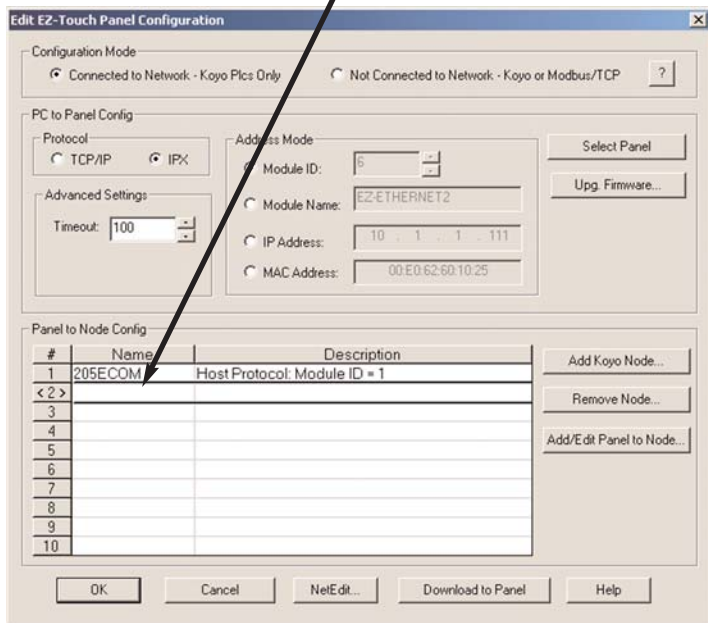 Edit EZ-Touch Panel Configuration
Configuration Mode
Connected to Network - Koyo Plcs Only
Not Connected to Network - Koyo or Modbus/TCP
?
PC to Panel Config
Protocol
TCP/IP
IPX
Advanced Settings
Timeout: 100
Address Mode
Module ID: 6
Module Name: EZ-ETHERNET2
IP Address: 10 . 1 . 1 . 111
MAC Address: 00:E0:62:60:10:25
Select Panel
Upg. Firmware...
Panel to Node Config
# Name Description
1 205ECOM Host Protocol: Module ID = 1
<2>
3
4
5
6
7
8
9
10
Add Koyo Node...
Remove Node...
Add/Edit Panel to Node...
OK Cancel NetEdit... Download to Panel Help